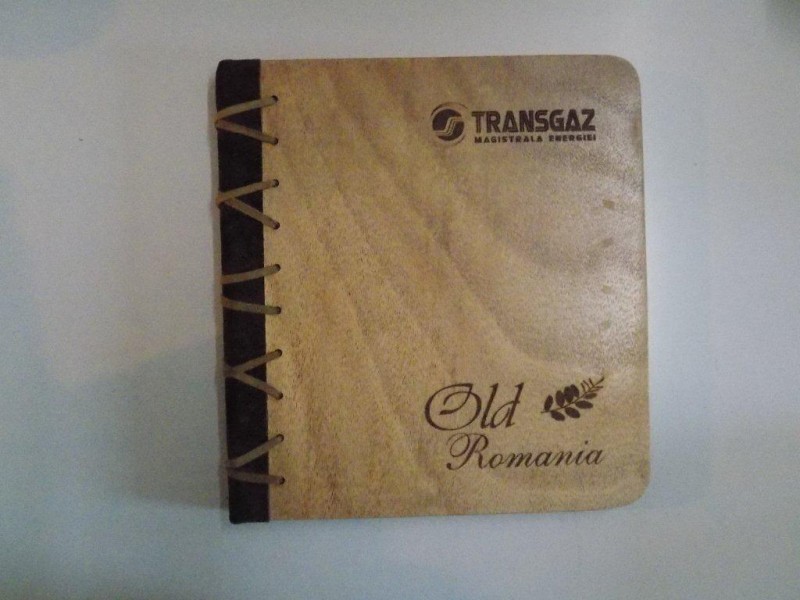 TRANSGAZ
MAGISTRALA ENERGIEI
Old
Romania